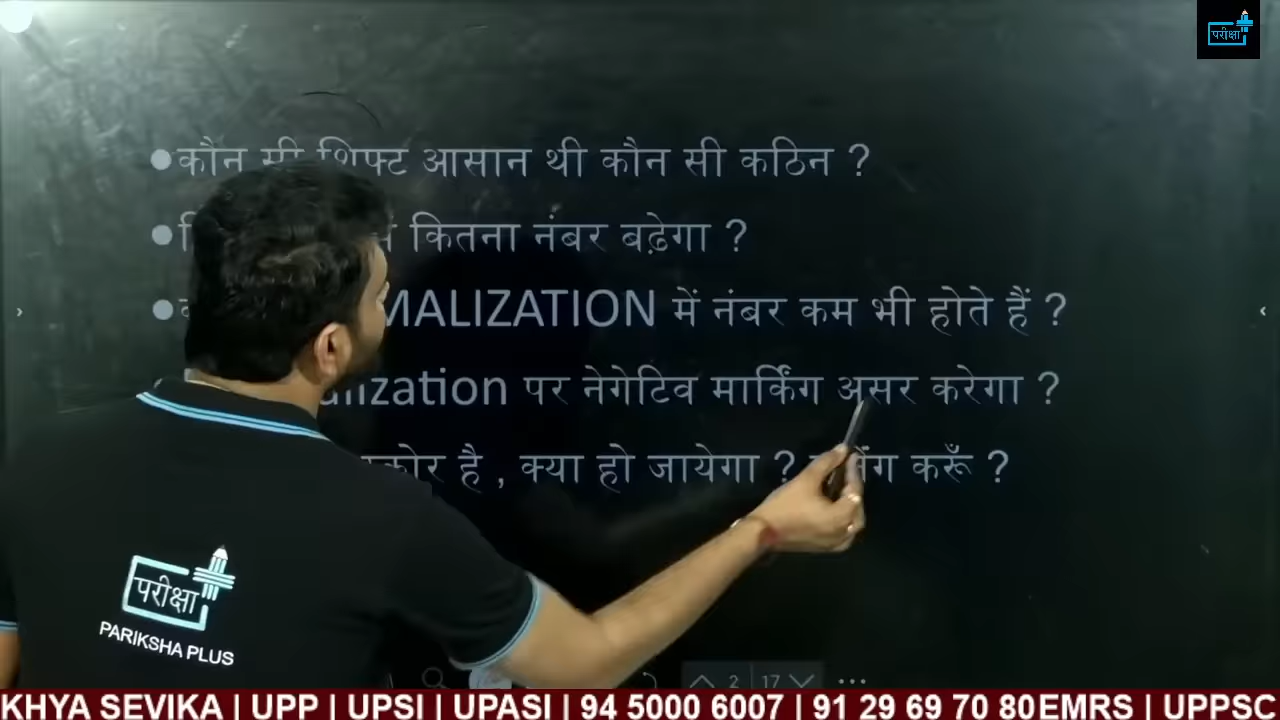 परीक्षा
कौन सी शिफ्ट आसान थी कौन सी कठिन ?
कितना नंबर बढ़ेगा ?
MALIZATION में नंबर कम भी होते हैं ?
lization पर नेगेटिव मार्किंग असर करेगा ?
स्कोर है , क्या हो जायेगा ? करूँ ?
परीक्षा
PARIKSHA PLUS
2 17
KHYA SEVIKA | UPP | UPSI | UPASI | 94 5000 6007 | 91 29 69 70 80EMRS | UPPSC